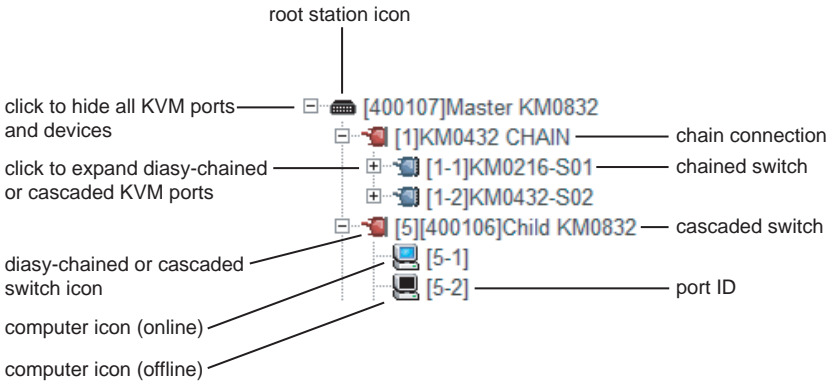 root station icon
click to hide all KVM ports
and devices
[400107]Master KM0832
[1]KM0432 CHAIN
chain connection
click to expand diasy-chained
or cascaded KVM ports
[1-1]KM0216-S01
chained switch
[1-2]KM0432-S02
[5][400106]Child KM0832
cascaded switch
diasy-chained or cascaded
switch icon
[5-1]
[5-2]
port ID
computer icon (online)
computer icon (offline)